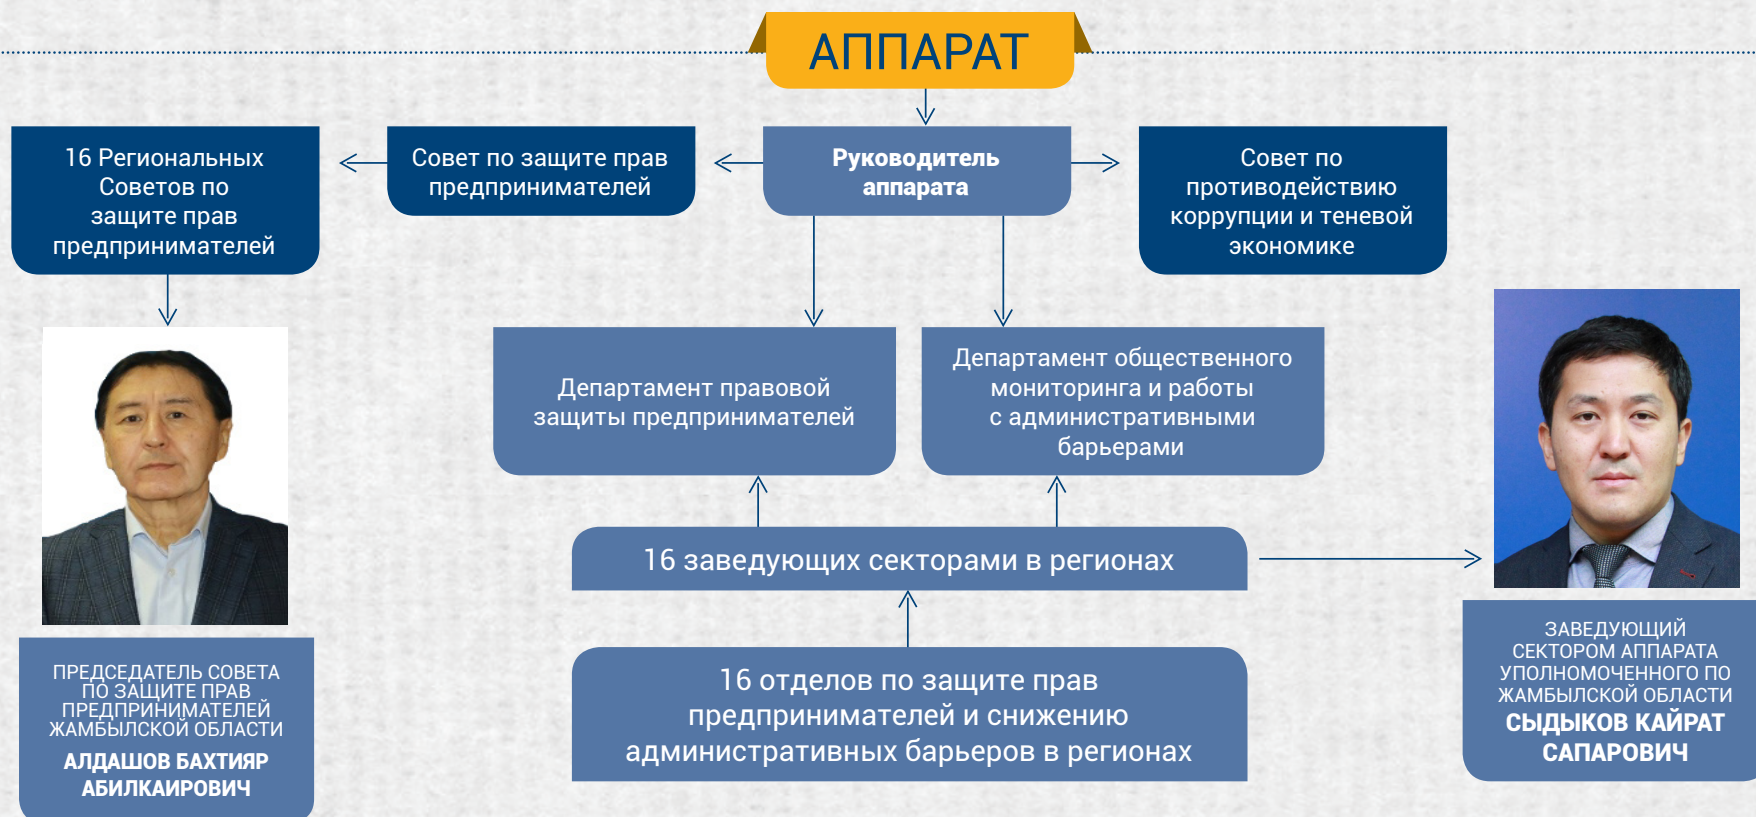 АППАРАТ
16 Региональных
Советов по
защите прав
предпринимателей
Совет по защите прав
предпринимателей
Руководитель
аппарата
Совет по
противодействию
коррупции и теневой
экономике
Департамент правовой
защиты предпринимателей
Департамент общественного
мониторинга и работы
с административными
барьерами
16 заведующих секторами в регионах
16 отделов по защите прав
предпринимателей и снижению
административных барьеров в регионах
ПРЕДСЕДАТЕЛЬ СОВЕТА
ПО ЗАЩИТЕ ПРАВ
ПРЕДПРИНИМАТЕЛЕЙ
ЖАМБЫЛСКОЙ ОБЛАСТИ
АЛДАШОВ БАХТИЯР
АБИЛКАИРОВИЧ
ЗАВЕДУЮЩИЙ
СЕКТОРОМ АППАРАТА
УПОЛНОМОЧЕННОГО ПО
ЖАМБЫЛСКОЙ ОБЛАСТИ
СЫДЫКОВ КАЙРАТ
САПАРОВИЧ